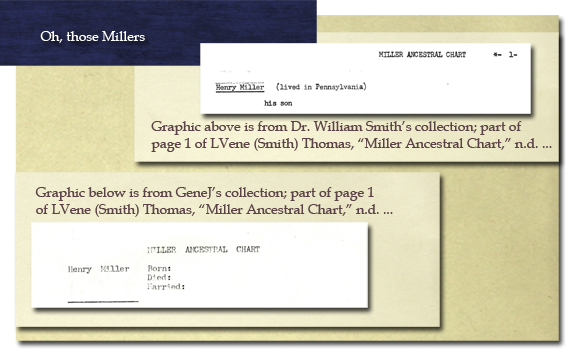 Oh, those Millers
MILLER ANCESTRAL CHART *- 1-
Henry Miller (lived in Pennsylvania)
his son
Graphic above is from Dr. William Smith's collection; part of
page 1 of LVene (Smith) Thomas, “Miller Ancestral Chart,” n.d. ...
Graphic below is from GeneJ's collection; part of page 1
of LVene (Smith) Thomas, “Miller Ancestral Chart,” n.d. ...
MILLER ANCESTRAL CHART
Henry Miller Born:
Died:
Married: